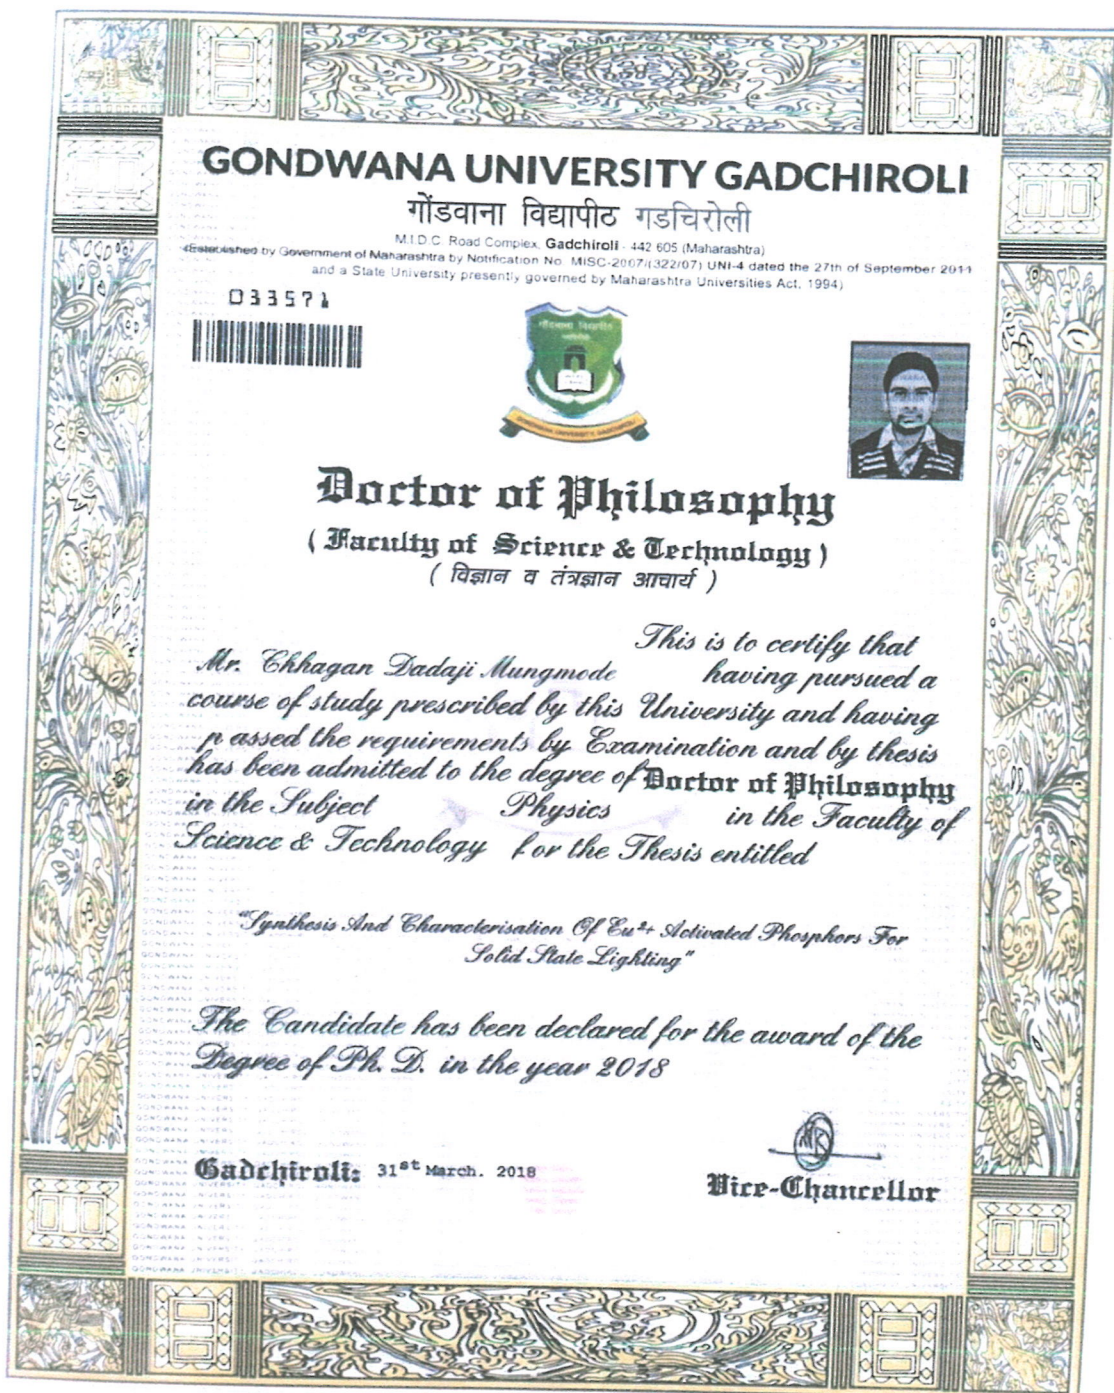 GONDWANA UNIVERSITY GADCHIROLI
गोंडवाना विद्यापीठ गडचिरोली
M.I.D.C. Road Complex, Gadchiroli - 442 605 (Maharashtra)
(Established by Government of Maharashtra by Notification No. MISC-2007/(322/07) UNI-4 dated the 27th of September 2011
and a State University presently governed by Maharashtra Universities Act, 1994)
033571
गोंडवाना विद्यापीठ
GONDWANA UNIVERSITY, GADCHIROLI
Doctor of Philosophy
( Faculty of Science & Technology )
( विज्ञान व तंत्रज्ञान आचार्य )
This is to certify that
Mr. Chhagan Dadaji Mungmode having pursued a
course of study prescribed by this University and having
p assed the requirements by Examination and by thesis
has been admitted to the degree of Doctor of Philosophy
in the Subject Physics in the Faculty of
Science & Technology for the Thesis entitled
"Synthesis And Characterisation Of Eu²⁺ Activated Phosphors For
Solid State Lighting"
The Candidate has been declared for the award of the
Degree of Ph. D. in the year 2018
Gadchiroli: 31st March. 2018
Vice-Chancellor